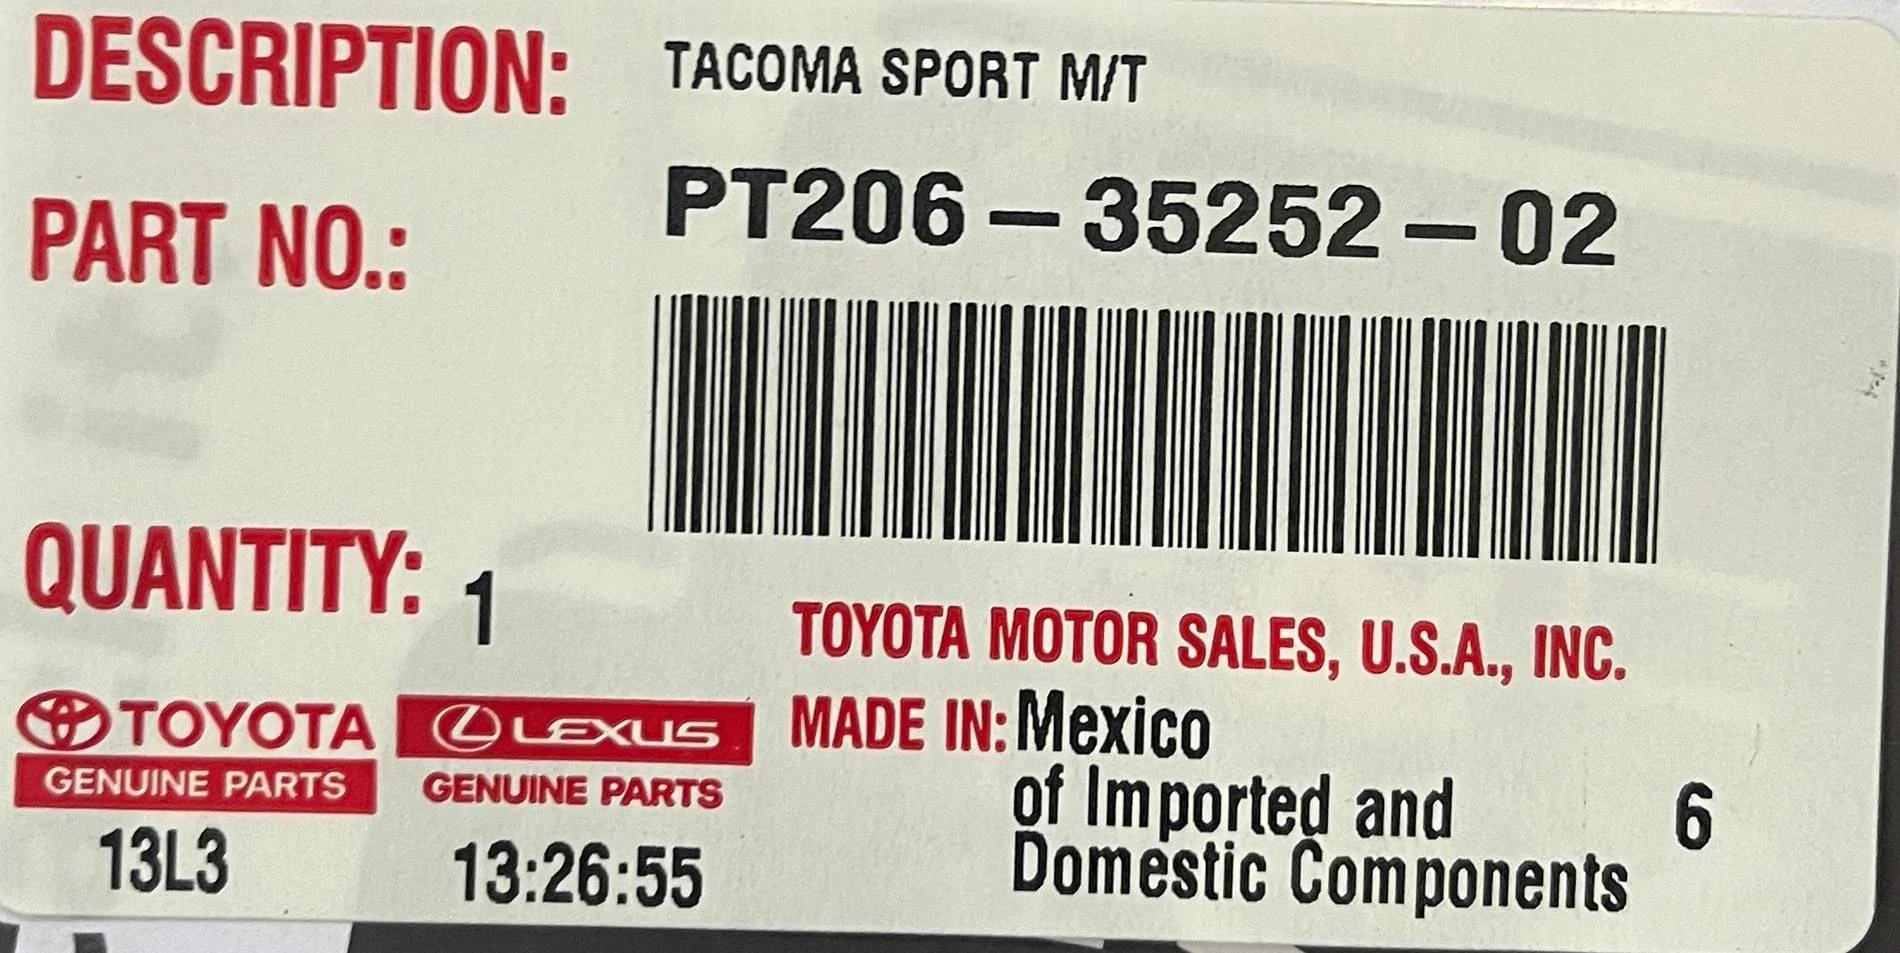 DESCRIPTION: TACOMA SPORT M/T
PART NO.: PT206-35252-02
QUANTITY: 1
TOYOTA MOTOR SALES, U.S.A., INC.
TOYOTA
GENUINE PARTS
LEXUS
GENUINE PARTS
MADE IN: Mexico
of Imported and
Domestic Components
6
13L3
13:26:55